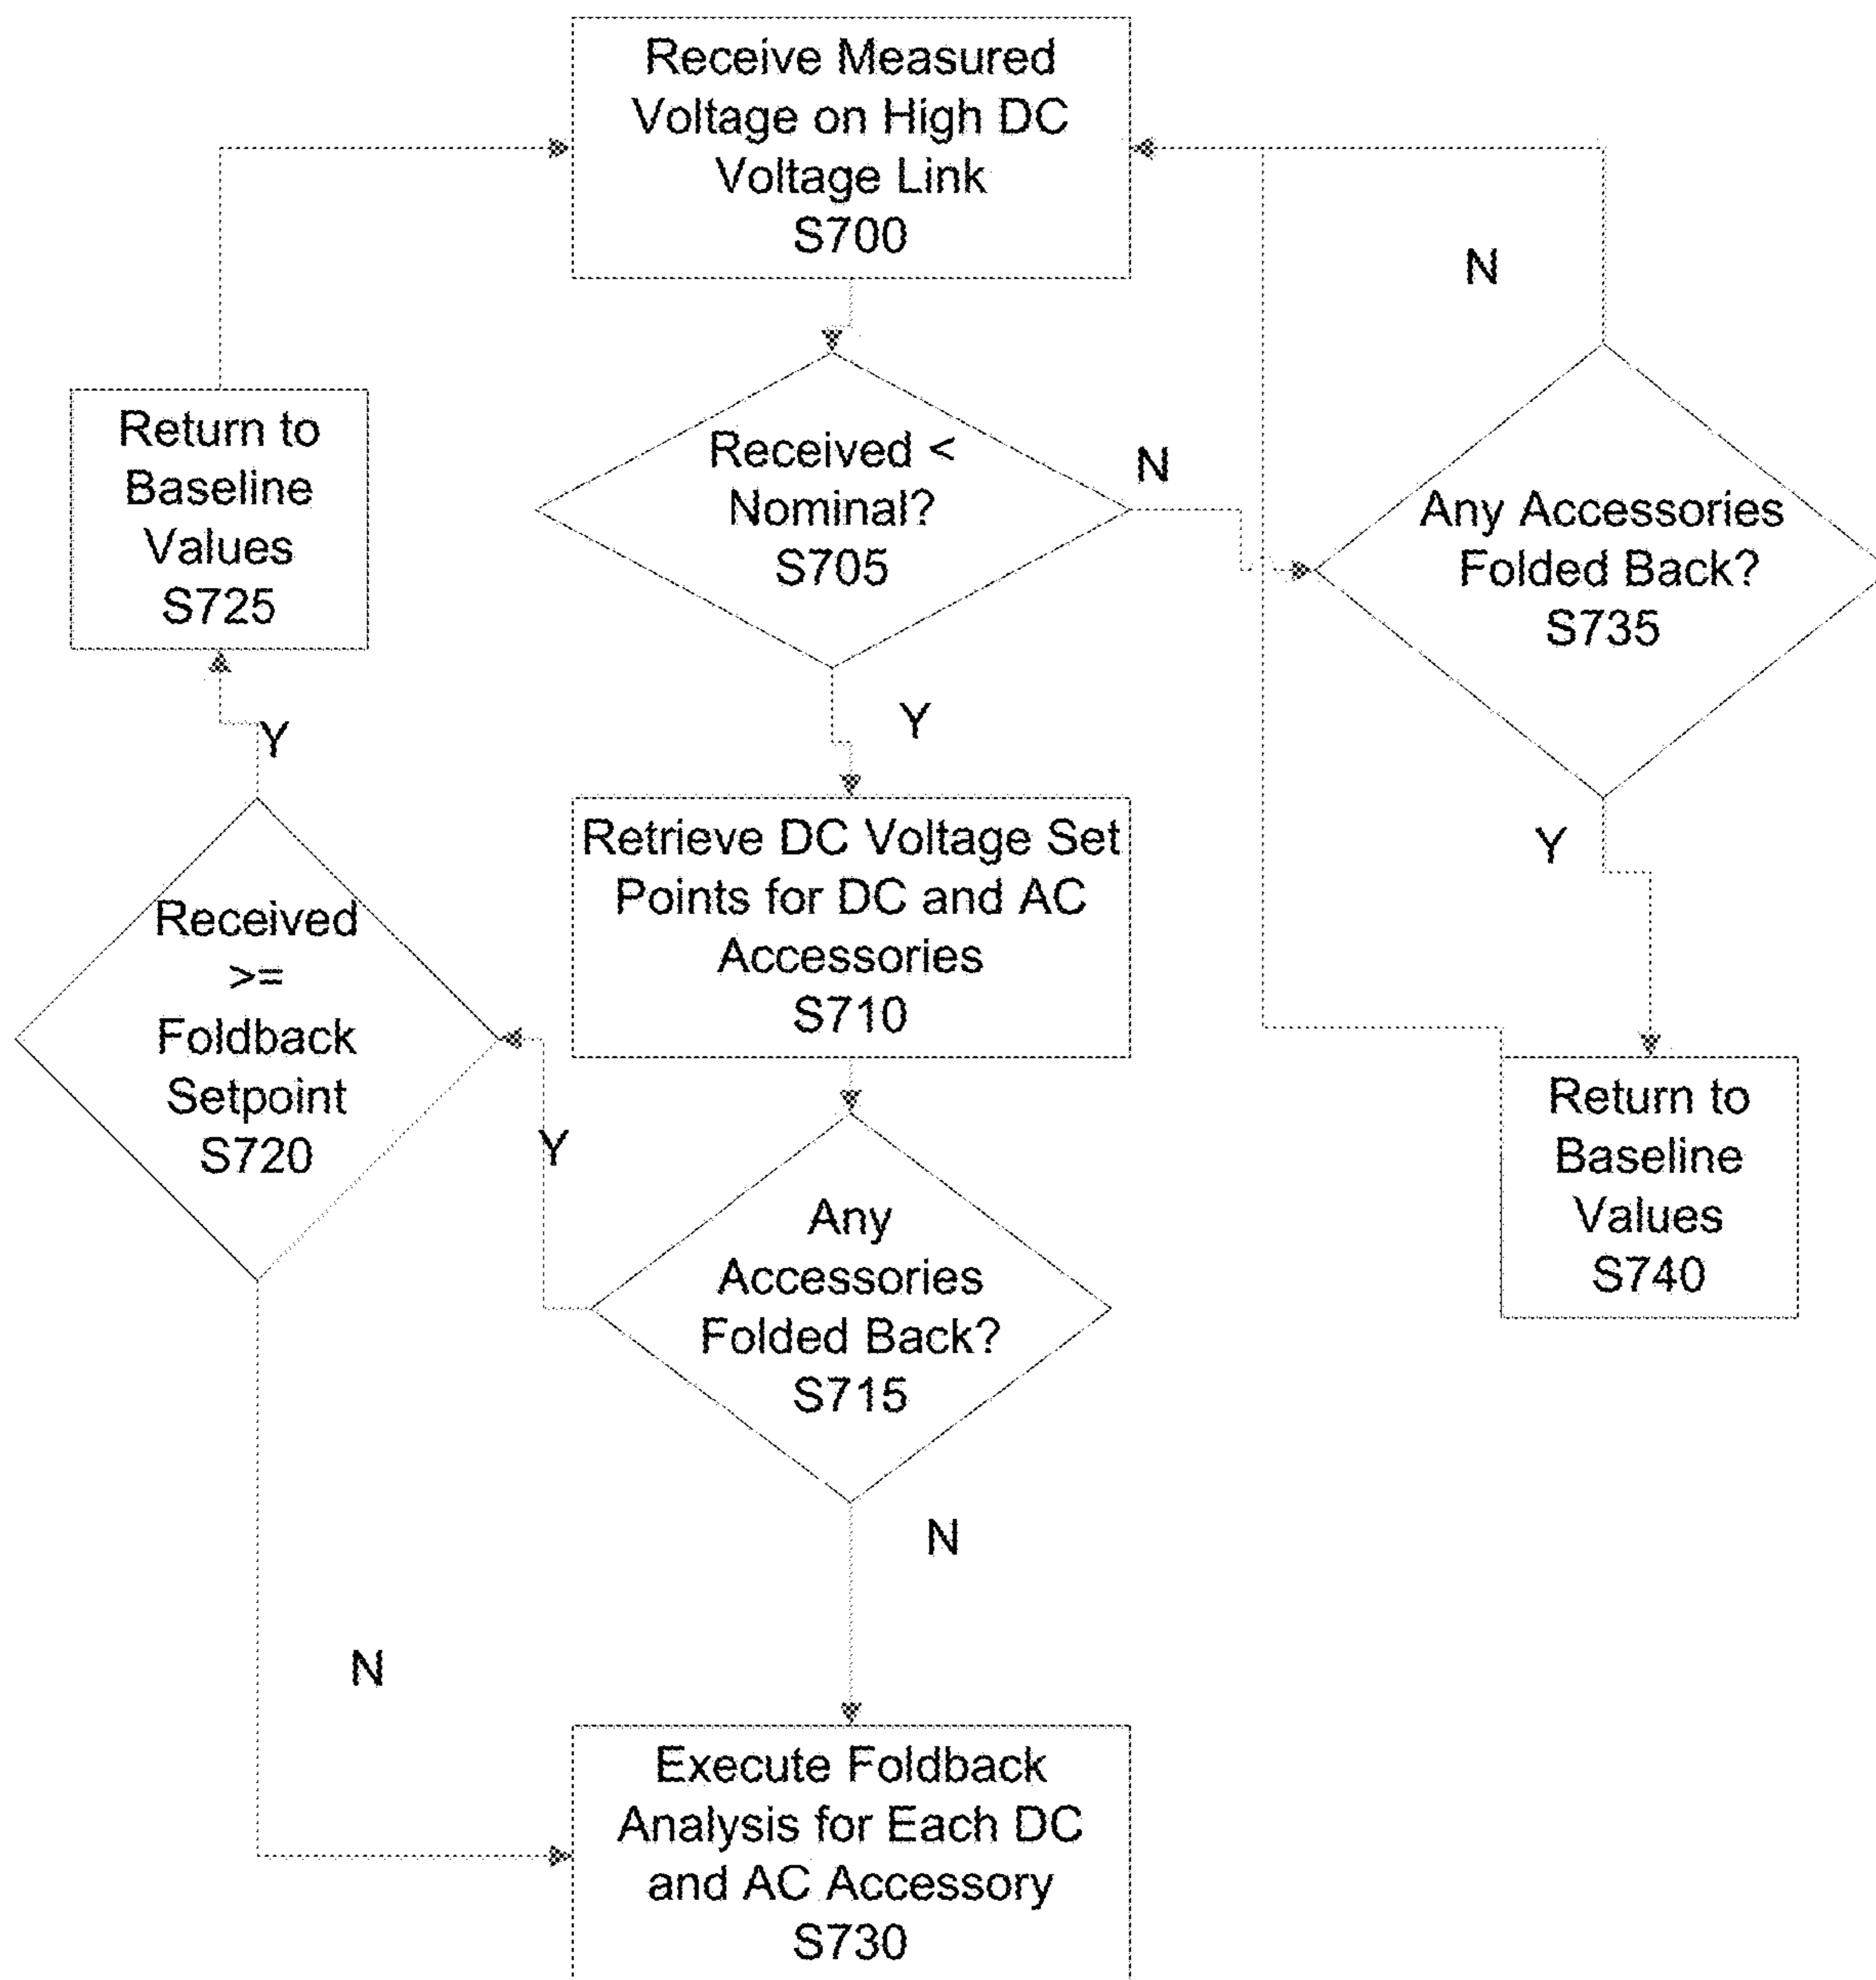 Receive Measured
Voltage on High DC
Voltage Link
S700
N
Received <
Nominal?
S705
N
Any Accessories
Folded Back?
S735
Return to
Baseline
Values
S725
Y
Y
Y
Retrieve DC Voltage Set
Points for DC and AC
Accessories
S710
Received
>=
Foldback
Setpoint
S720
Y
Any
Accessories
Folded Back?
S715
Return to
Baseline
Values
S740
N
N
Execute Foldback
Analysis for Each DC
and AC Accessory
S730